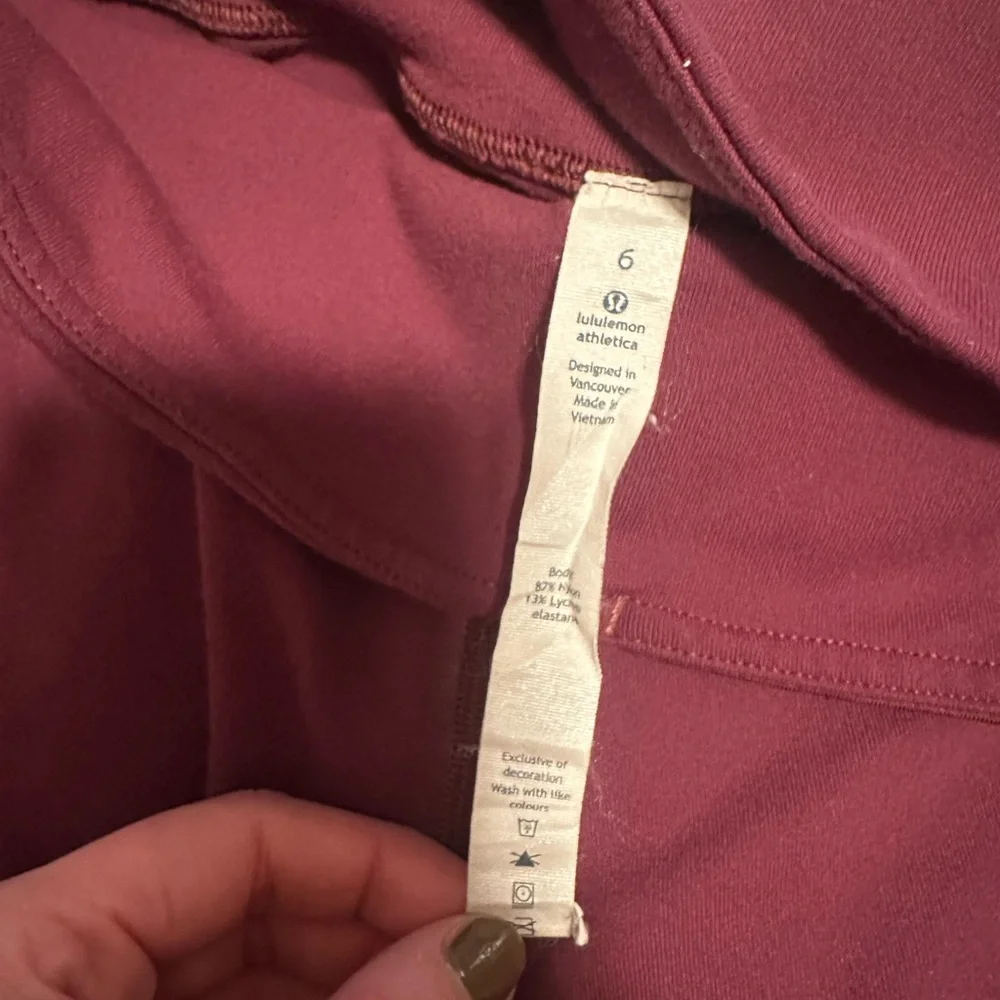 6
lululemon
athletica
Designed in
Vancouver
Made in
Vietnam
Body
87% Nylon
13% Lycra
elastane
Exclusive of
decoration
Wash with like
colours